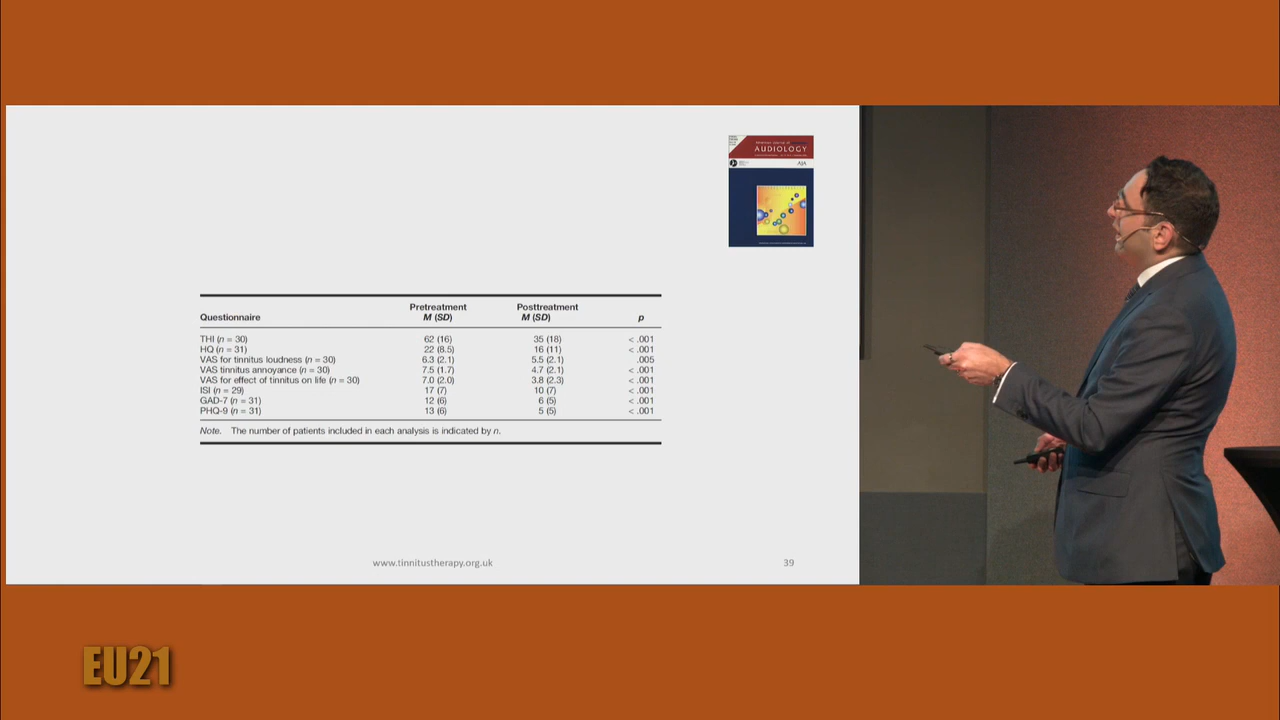 AUDIOLOGY
AJA
Questionnaire Pretreatment M (SD) Posttreatment M (SD) p
THI (n = 30) 62 (16) 35 (18) < .001
HQ (n = 31) 22 (8.5) 16 (11) < .001
VAS for tinnitus loudness (n = 30) 6.3 (2.1) 5.5 (2.1) .005
VAS tinnitus annoyance (n = 30) 7.5 (1.7) 4.7 (2.1) < .001
VAS for effect of tinnitus on life (n = 30) 7.0 (2.0) 3.8 (2.3) < .001
ISI (n = 29) 17 (7) 10 (7) < .001
GAD-7 (n = 31) 12 (6) 6 (5) < .001
PHQ-9 (n = 31) 13 (6) 5 (5) < .001
Note. The number of patients included in each analysis is indicated by n.
www.tinnitustherapy.org.uk
39
EU21